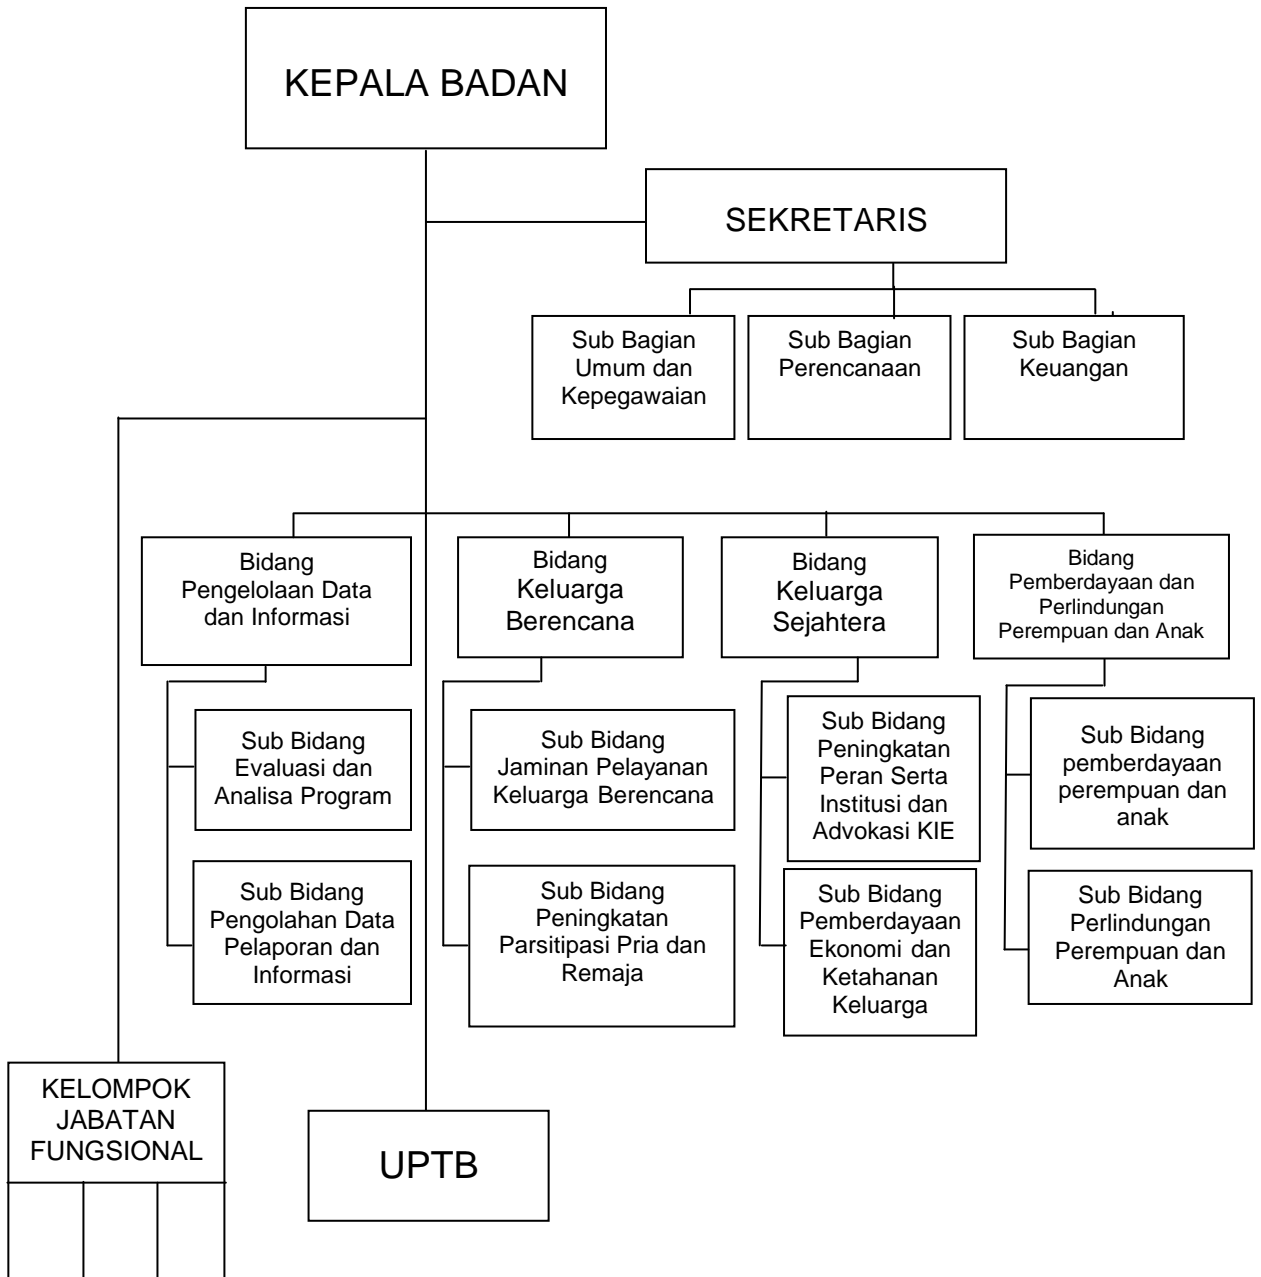 KEPALA BADAN
SEKRETARIS
Sub Bagian
Umum dan
Kepegawaian
Sub Bagian
Perencanaan
Sub Bagian
Keuangan
Bidang
Pengelolaan Data
dan Informasi
Bidang
Keluarga
Berencana
Bidang
Keluarga
Sejahtera
Bidang
Pemberdayaan dan
Perlindungan
Perempuan dan Anak
Sub Bidang
Evaluasi dan
Analisa Program
Sub Bidang
Jaminan Pelayanan
Keluarga Berencana
Sub Bidang
Peningkatan
Peran Serta
Institusi dan
Advokasi KIE
Sub Bidang
pemberdayaan
perempuan dan
anak
Sub Bidang
Pengolahan Data
Pelaporan dan
Informasi
Sub Bidang
Peningkatan
Parsitipasi Pria dan
Remaja
Sub Bidang
Pemberdayaan
Ekonomi dan
Ketahanan
Keluarga
Sub Bidang
Perlindungan
Perempuan dan
Anak
KELOMPOK
JABATAN
FUNGSIONAL
UPTB